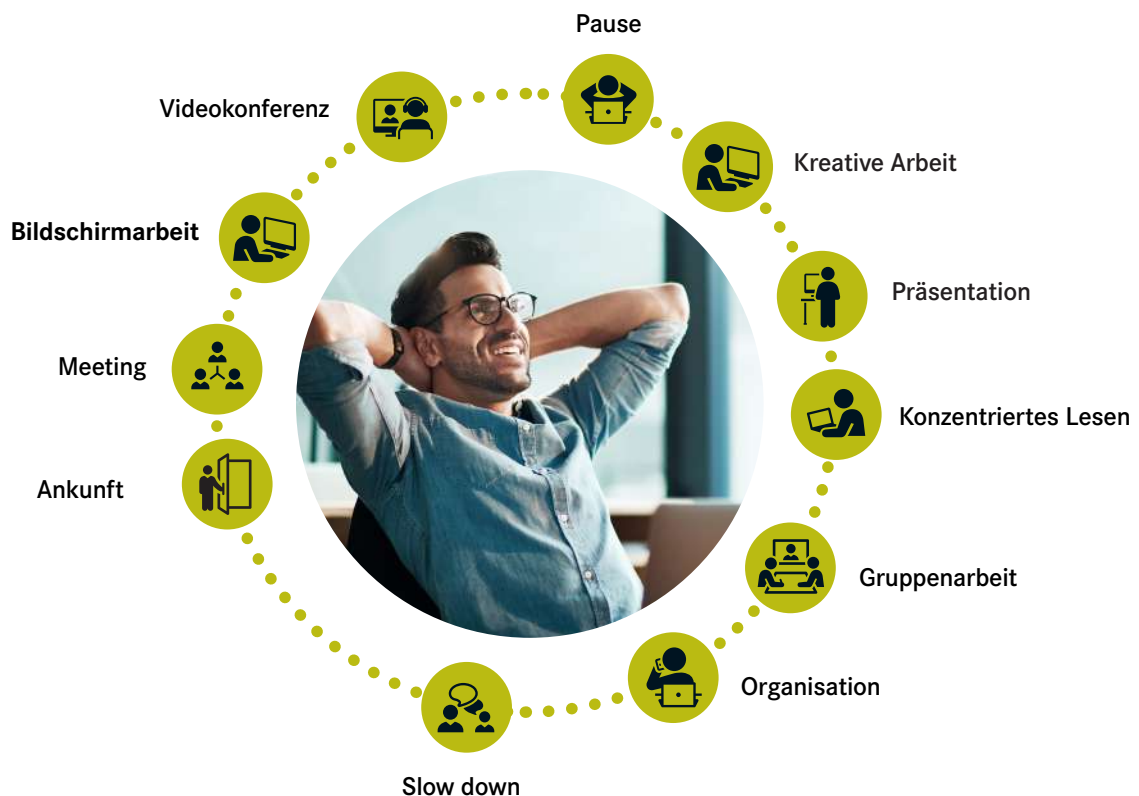 Pause
Videokonferenz
Kreative Arbeit
Bildschirmarbeit
Präsentation
Meeting
Konzentriertes Lesen
Ankunft
Gruppenarbeit
Organisation
Slow down